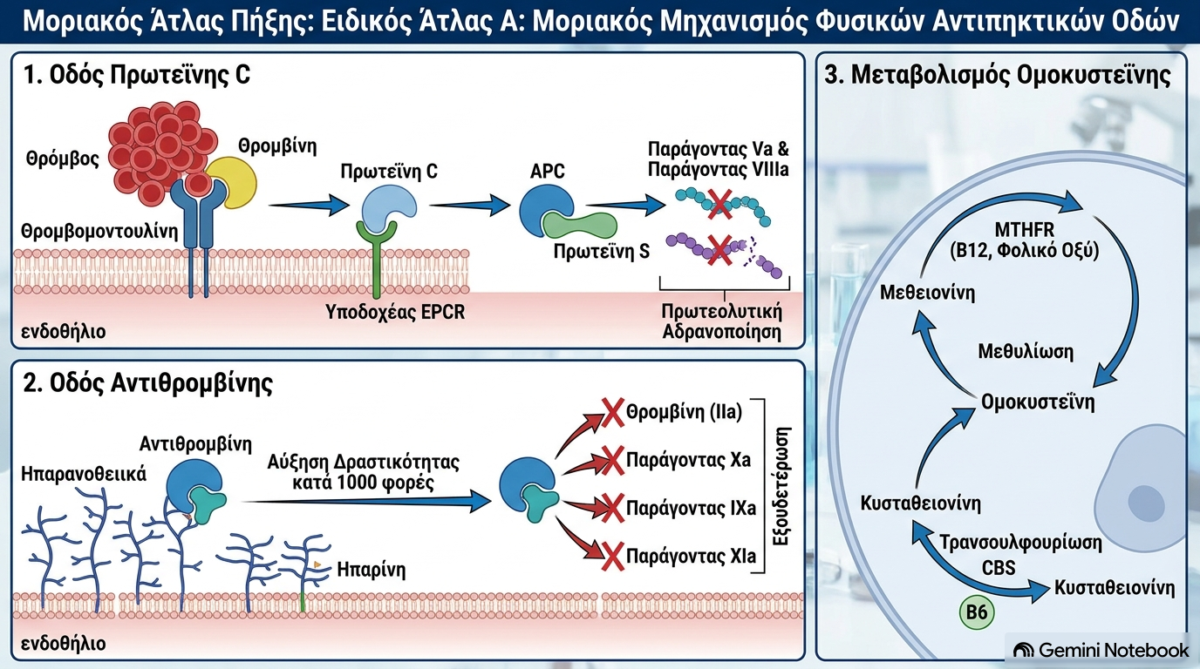 Μοριακός Άτλας Πήξης: Ειδικός Άτλας Α: Μοριακός Μηχανισμός Φυσικών Αντιπηκτικών Οδών
1. Οδός Πρωτεΐνης C
Θρόμβος
Θρομβίνη
Θρομβομοντουλίνη
Πρωτεΐνη C
Υποδοχέας EPCR
APC
Πρωτεΐνη S
Παράγοντας Va &
Παράγοντας VIIIa
Πρωτεολυτική
Αδρανοποίηση
ενδοθήλιο
2. Οδός Αντιθρομβίνης
Αντιθρομβίνη
Ηπαρανοθειικά
Αύξηση Δραστικότητας
κατά 1000 φορές
Ηπαρίνη
Θρομβίνη (IIa)
Παράγοντας Xa
Παράγοντας IXa
Παράγοντας XIa
Εξουδετέρωση
ενδοθήλιο
3. Μεταβολισμός Ομοκυστεΐνης
MTHFR
(B12, Φολικό Οξύ)
Μεθειονίνη
Μεθυλίωση
Ομοκυστεΐνη
Κυσταθειονίνη
Τρανσουλφουρίωση
CBS
Κυσταθειονίνη
B6
Gemini Notebook